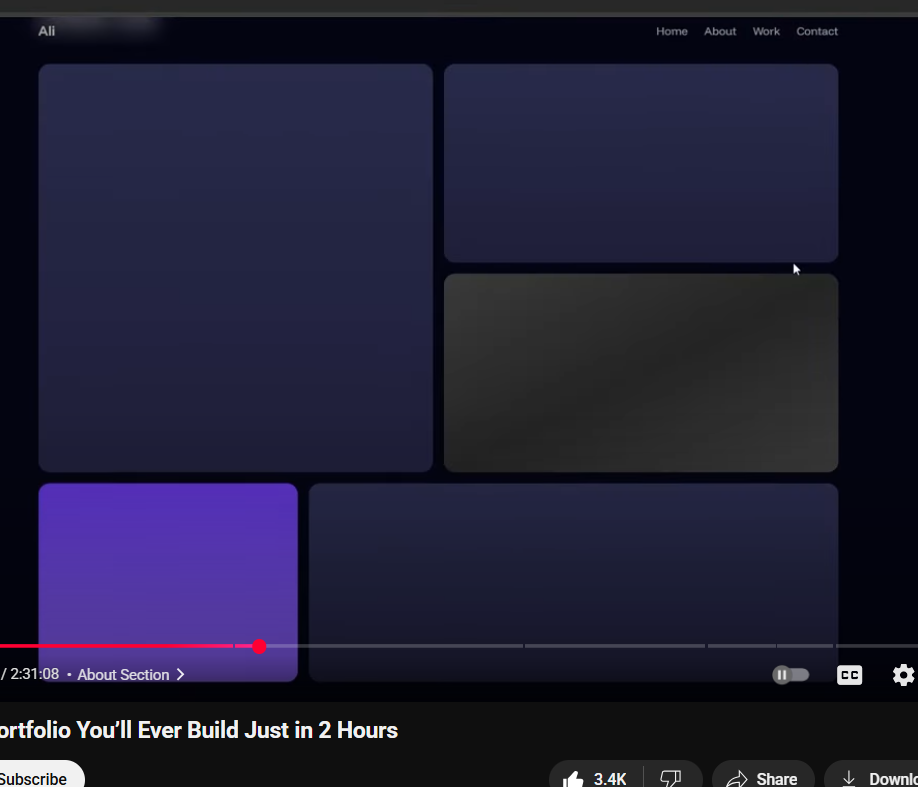 Ali
Home About Work Contact
/ 2:31:08 • About Section >
CC
ortfolio You’ll Ever Build Just in 2 Hours
Subscribe
3.4K
Share
Downlo